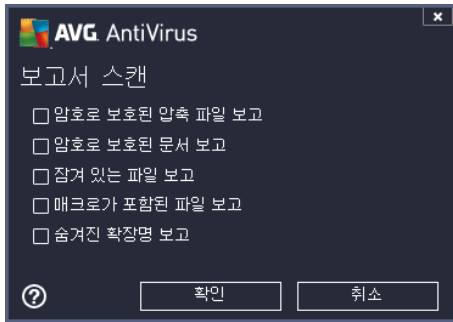 AVG. AntiVirus
보고서 스캔
암호로 보호된 압축 파일 보고
암호로 보호된 문서 보고
잠겨 있는 파일 보고
매크로가 포함된 파일 보고
숨겨진 확장명 보고
확인
취소